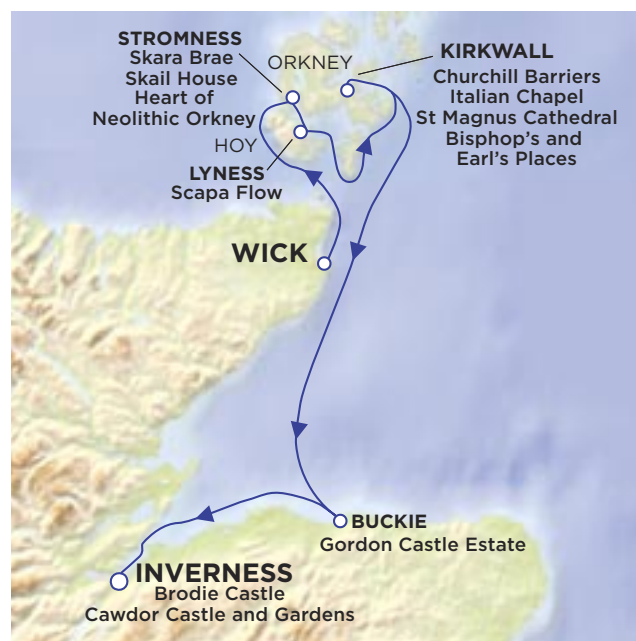 STROMNESS
Skara Brae
Skail House
Heart of
Neolithic Orkney
ORKNEY
KIRKWALL
Churchill Barriers
Italian Chapel
St Magnus Cathedral
Bisphop's and
Earl's Places
HOY
LYNESS
Scapa Flow
WICK
BUCKIE
Gordon Castle Estate
INVERNESS
Brodie Castle
Cawdor Castle and Gardens